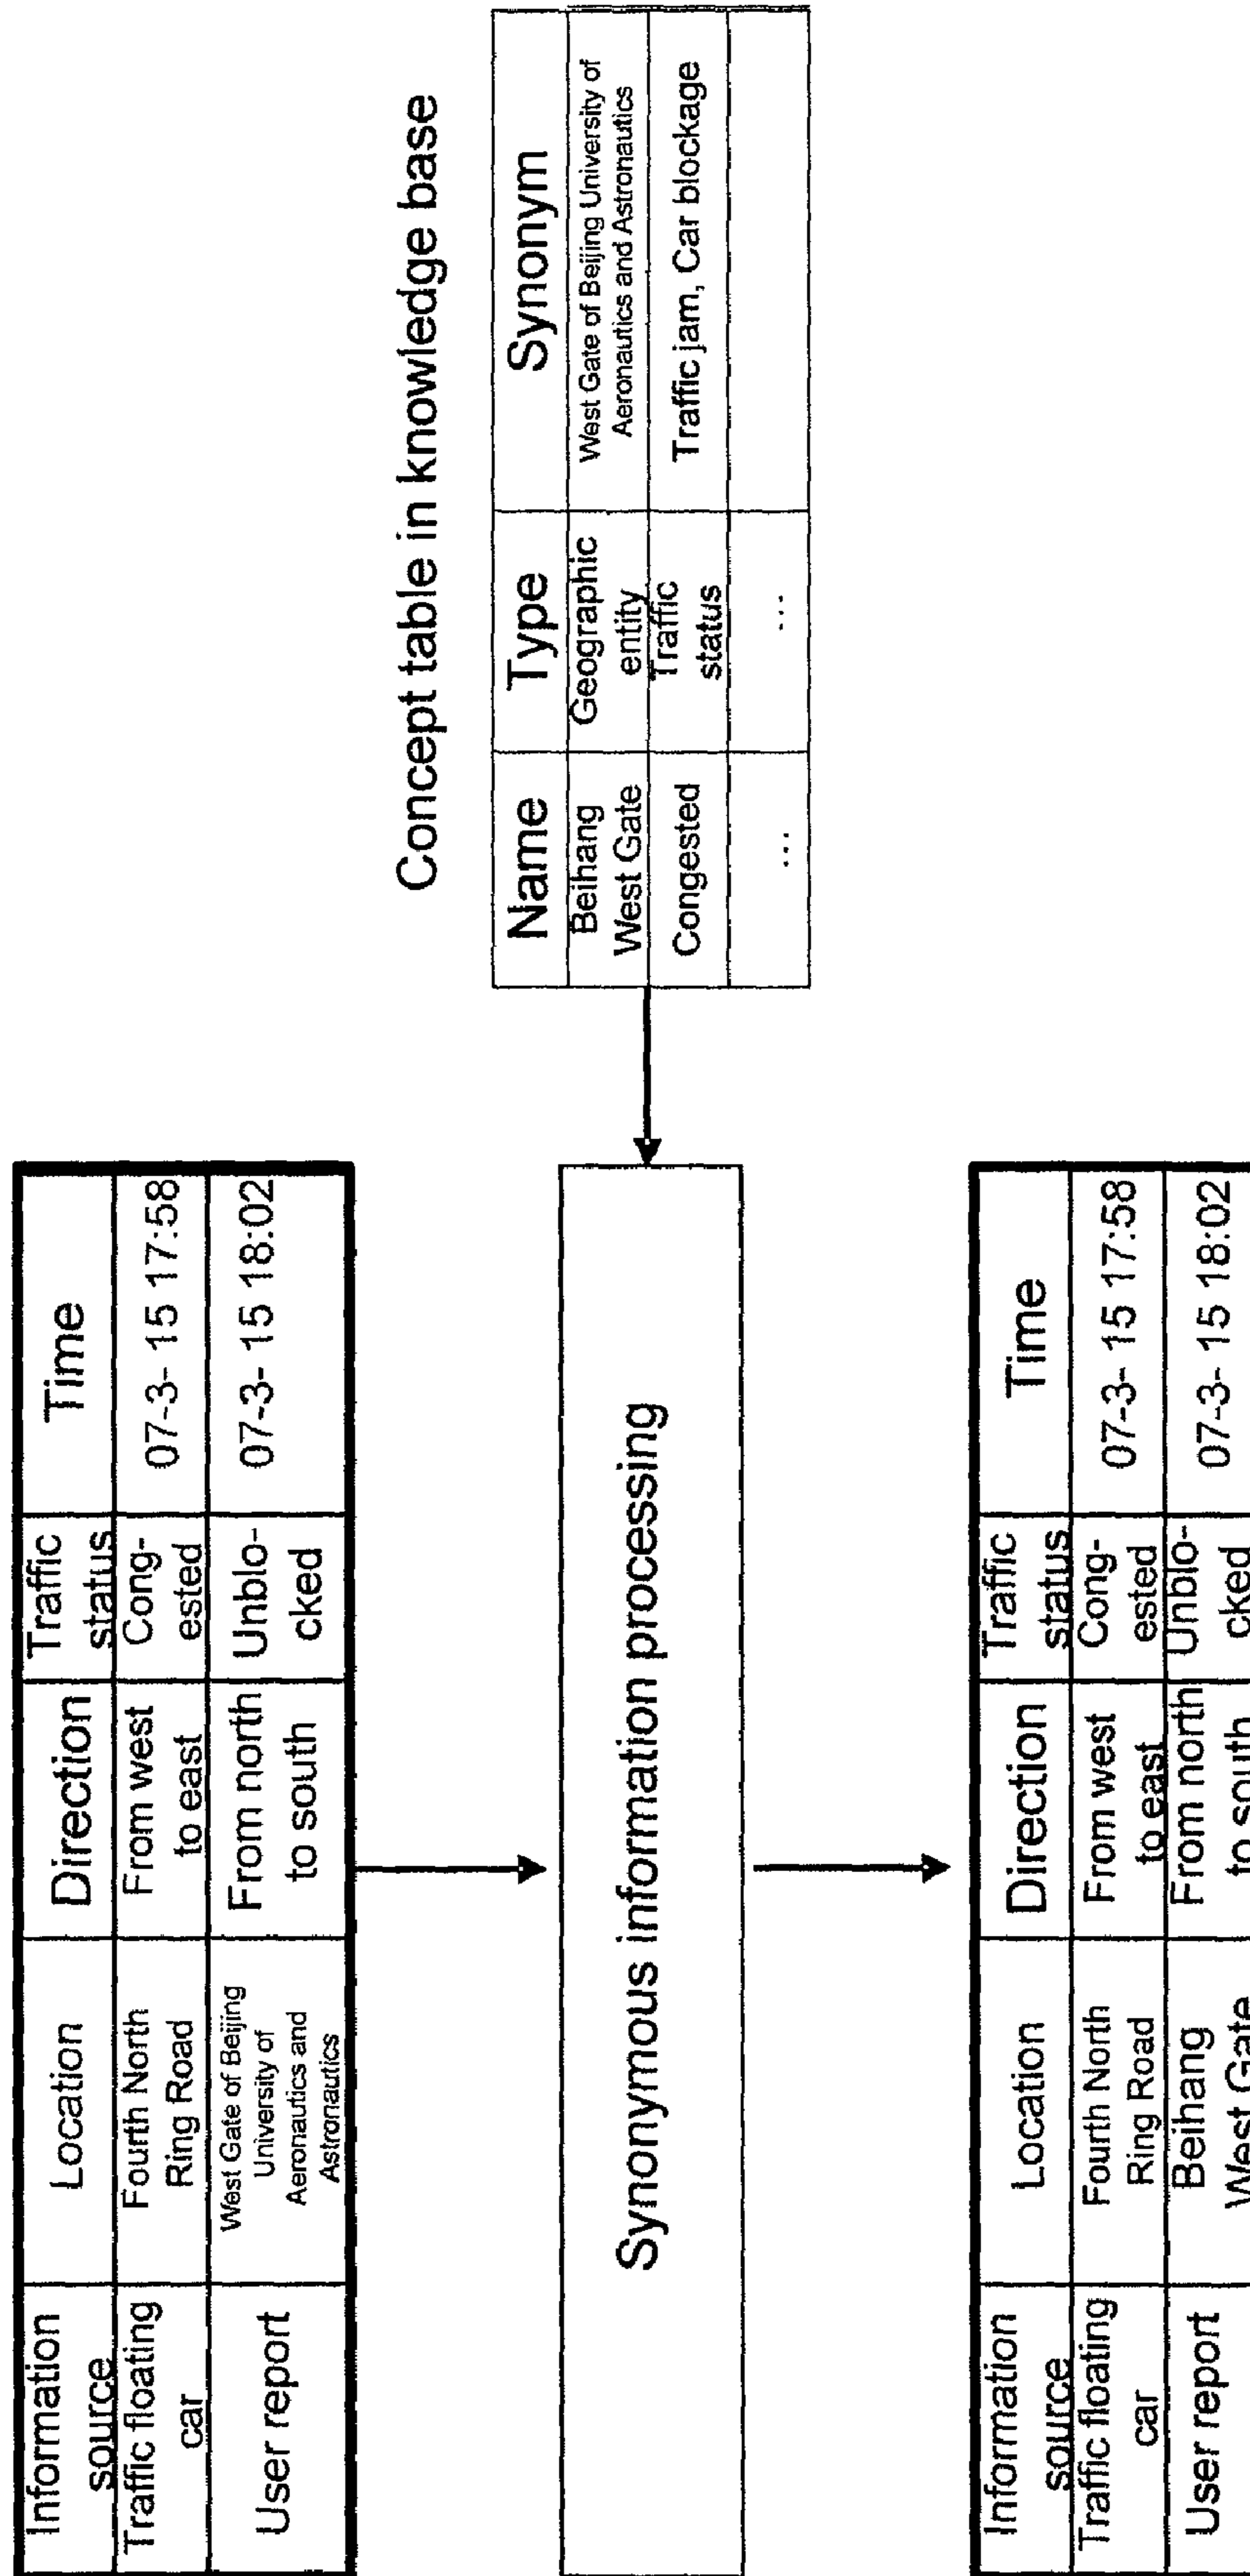 Information source
Location
Direction
Traffic status
Time
Traffic floating car
Fourth North Ring Road
From west to east
Cong-ested
07-3- 15 17:58
User report
West Gate of Beijing University of Aeronautics and Astronautics
From north to south
Unblo-cked
07-3- 15 18:02
Concept table in knowledge base
Name
Type
Synonym
Beihang West Gate
Geographic entity
West Gate of Beijing University of Aeronautics and Astronautics
Congested
Traffic status
Traffic jam, Car blockage
...
...
Synonymous information processing
Information source
Location
Direction
Traffic status
Time
Traffic floating car
Fourth North Ring Road
From west to east
Cong-ested
07-3- 15 17:58
User report
Beihang West Gate
From north to south
Unblo-cked
07-3- 15 18:02